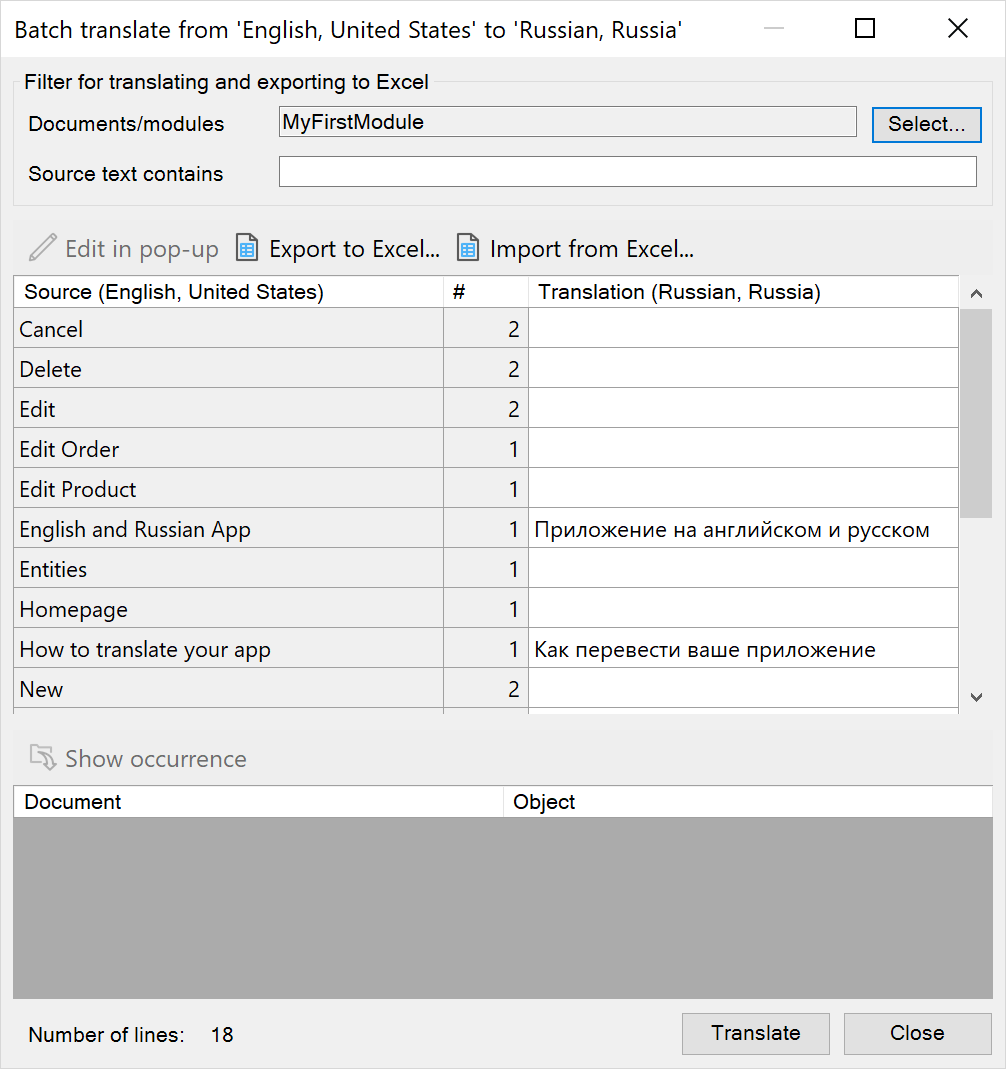 Batch translate from 'English, United States' to 'Russian, Russia'
Filter for translating and exporting to Excel
Documents/modules MyFirstModule Select...
Source text contains
Edit in pop-up Export to Excel... Import from Excel...
Source (English, United States) # Translation (Russian, Russia)
Cancel 2
Delete 2
Edit 2
Edit Order 1
Edit Product 1
English and Russian App 1 Приложение на английском и русском
Entities 1
Homepage 1
How to translate your app 1 Как перевести ваше приложение
New 2
Show occurrence
Document Object
Number of lines: 18 Translate Close